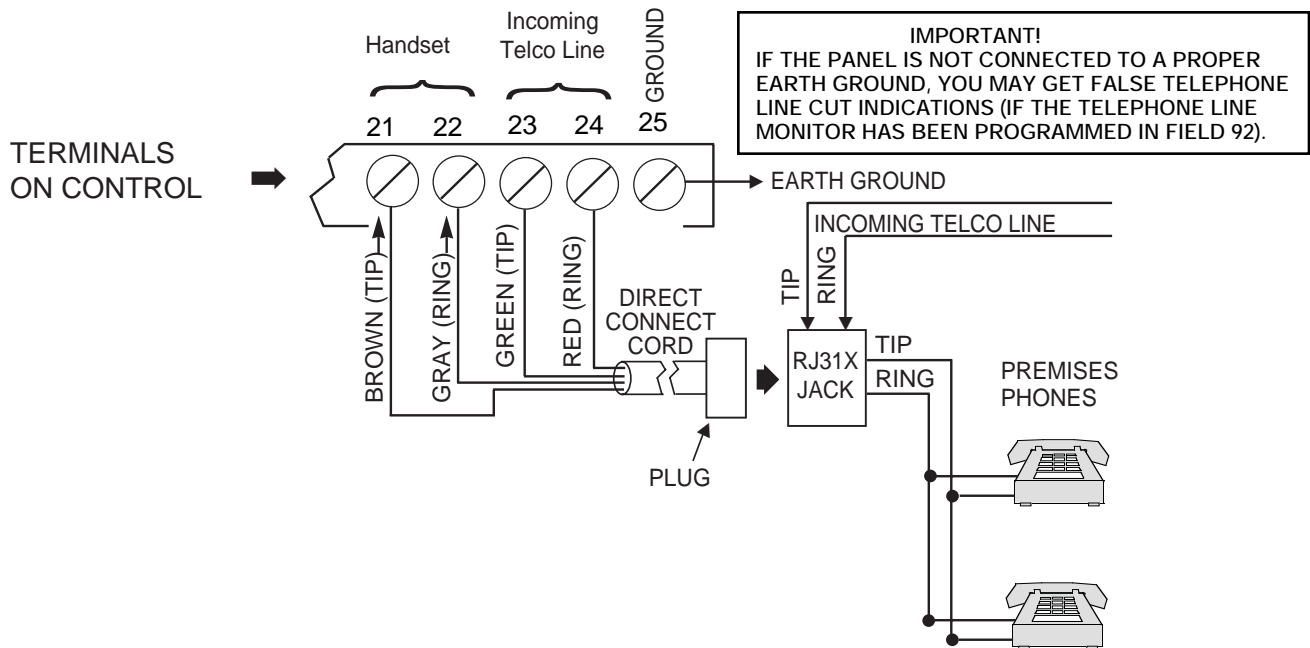 Handset
Incoming
Telco Line
GROUND
IMPORTANT!
IF THE PANEL IS NOT CONNECTED TO A PROPER
EARTH GROUND, YOU MAY GET FALSE TELEPHONE
LINE CUT INDICATIONS (IF THE TELEPHONE LINE
MONITOR HAS BEEN PROGRAMMED IN FIELD 92).
21
22
23
24
25
TERMINALS
ON CONTROL
EARTH GROUND
INCOMING TELCO LINE
BROWN (TIP)
GRAY (RING)
GREEN (TIP)
RED (RING)
DIRECT
CONNECT
CORD
TIP
RING
RJ31X
JACK
TIP
RING
PREMISES
PHONES
PLUG